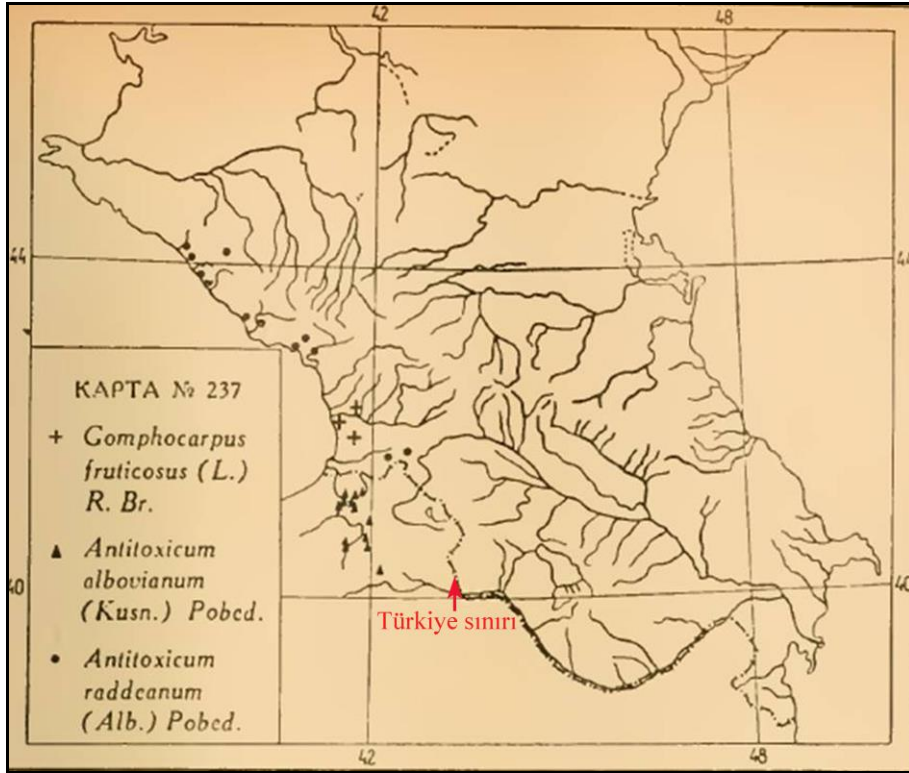 42
48
44
44
КАРТА № 237
+ Gomphocarpus
fruticosus (L.)
R. Br.
▲ Antitoxicum
albovianum
(Kusn.) Pobed.
• Antitoxicum
raddeanum
(Alb.) Pobed.
40
40
Türkiye sınırı
42
48